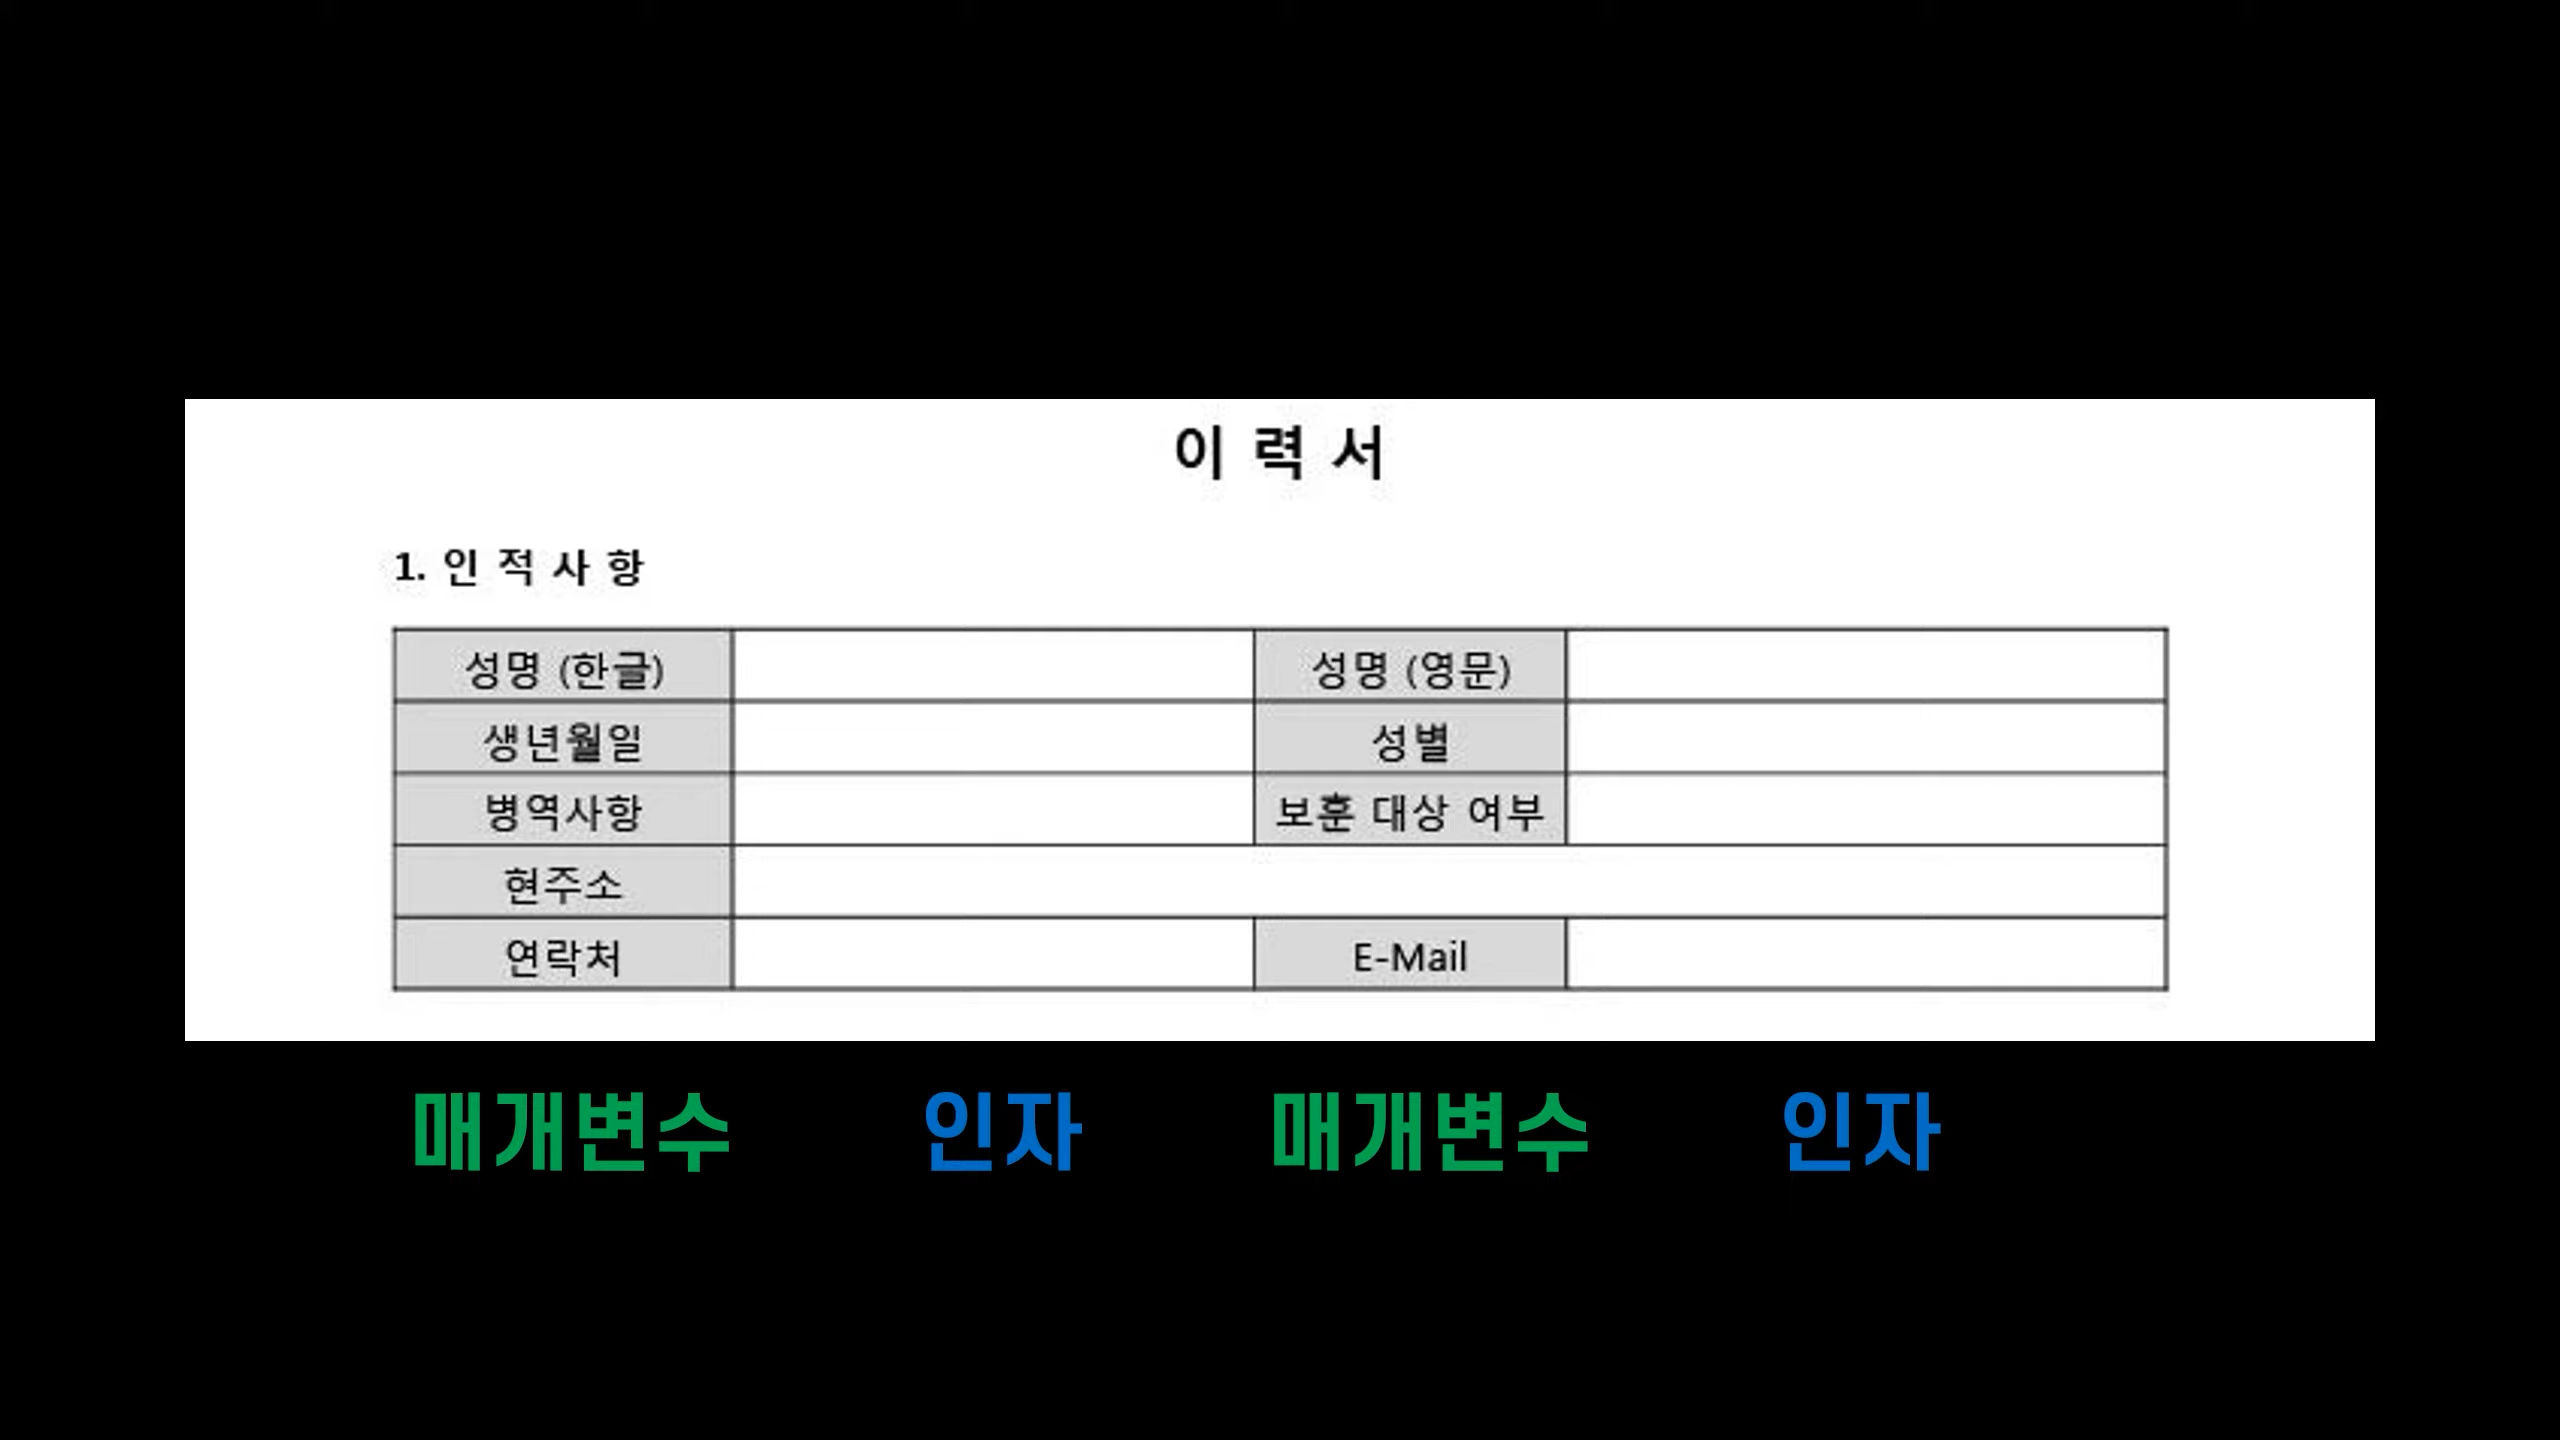 이 력 서
1. 인 적 사 항
성명 (한글) 성명 (영문)
생년월일 성별
병역사항 보훈 대상 여부
현주소
연락처 E-Mail
매개변수 인자 매개변수 인자